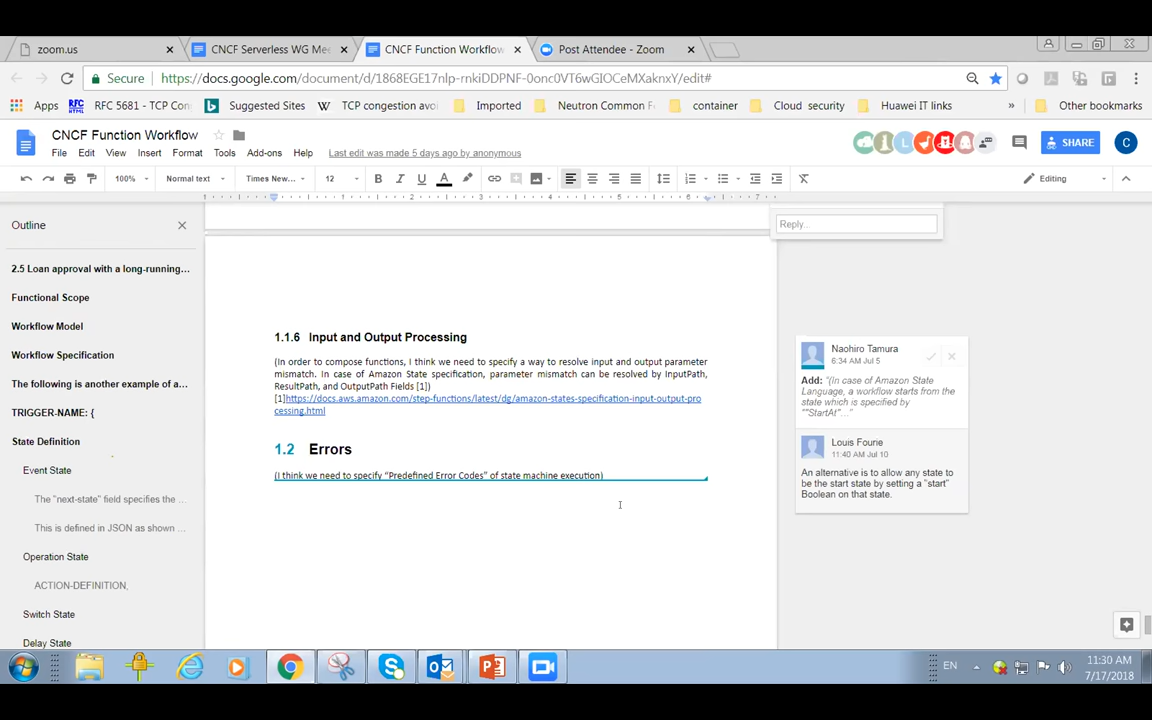 zoom.us
CNCF Serverless WG Mee
CNCF Function Workflow
Post Attendee - Zoom
Secure
https://docs.google.com/document/d/1868EGE17nlp-rnkiDDPNF-0onc0VT6wGIOCeMXaknxY/edit#
Apps
RFC 5681 - TCP Con
Suggested Sites
TCP congestion avoi
Imported
Neutron Common F
container
Cloud security
Huawei IT links
»
Other bookmarks
CNCF Function Workflow
File Edit View Insert Format Tools Add-ons Help
Last edit was made 5 days ago by anonymous
SHARE
C
100%
Normal text
Times New...
12
Editing
Outline
2.5 Loan approval with a long-running...
Functional Scope
Workflow Model
Workflow Specification
The following is another example of a...
TRIGGER-NAME: {
State Definition
Event State
The "next-state" field specifies the ...
This is defined in JSON as shown ...
Operation State
ACTION-DEFINITION,
Switch State
Delay State
1.1.6 Input and Output Processing
(In order to compose functions, I think we need to specify a way to resolve input and output parameter
mismatch. In case of Amazon State specification, parameter mismatch can be resolved by InputPath,
ResultPath, and OutputPath Fields [1])
[1]https://docs.aws.amazon.com/step-functions/latest/dg/amazon-states-specification-input-output-pro
cessing.html
1.2 Errors
(I think we need to specify “Predefined Error Codes” of state machine execution)
Reply...
Naohiro Tamura
6:34 AM Jul 5
Add: "(In case of Amazon State
Language, a workflow starts from the
state which is specified by
""StartAt"..."
Louis Fourie
11:40 AM Jul 10
An alternative is to allow any state to
be the start state by setting a "start"
Boolean on that state.
EN
11:30 AM
7/17/2018